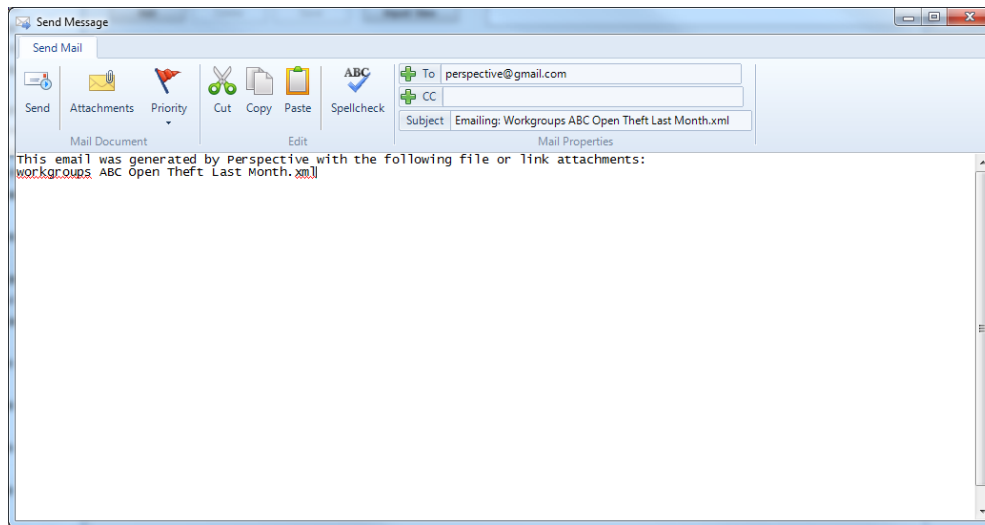 Send Message
Send Mail
Send
Attachments
Priority
Cut
Copy
Paste
ABC
Spellcheck
To perspective@gmail.com
CC
Subject Emailing: Workgroups ABC Open Theft Last Month.xml
Mail Document
Edit
Mail Properties
This email was generated by Perspective with the following file or link attachments:
workgroups ABC Open Theft Last Month.xml